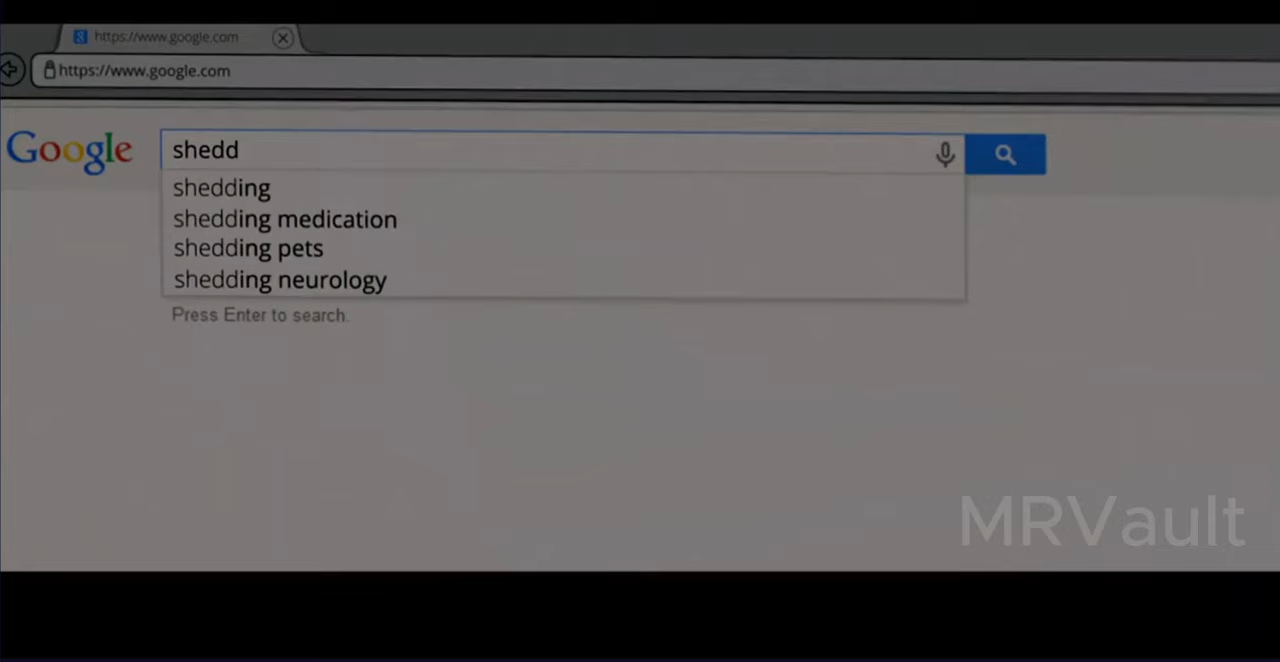 https://www.google.com
https://www.google.com
Google
shedd
shedding
shedding medication
shedding pets
shedding neurology
Press Enter to search.
MRVault